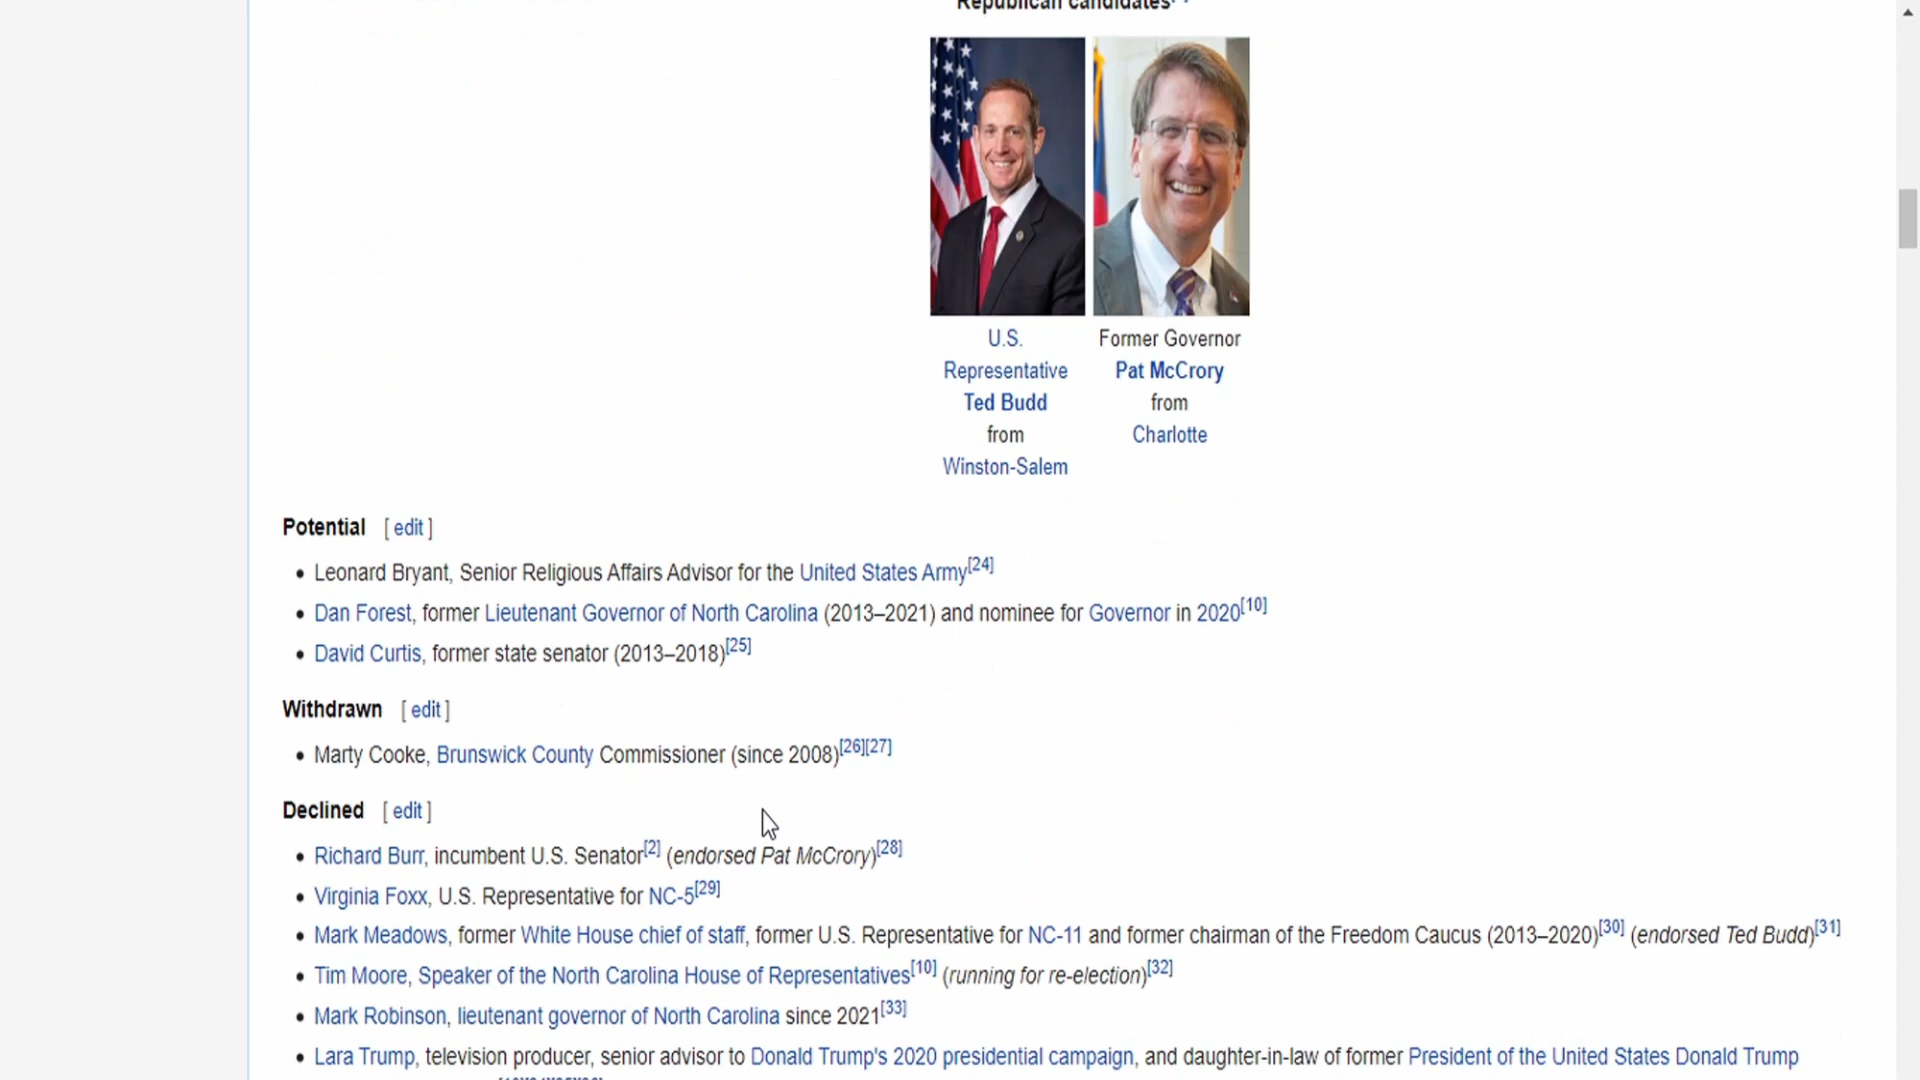 Republican candidates
U.S.
Representative
Ted Budd
from
Winston-Salem
Former Governor
Pat McCrory
from
Charlotte
Potential [ edit ]
• Leonard Bryant, Senior Religious Affairs Advisor for the United States Army[24]
• Dan Forest, former Lieutenant Governor of North Carolina (2013–2021) and nominee for Governor in 2020[10]
• David Curtis, former state senator (2013–2018)[25]
Withdrawn [ edit ]
• Marty Cooke, Brunswick County Commissioner (since 2008)[26][27]
Declined [ edit ]
• Richard Burr, incumbent U.S. Senator[2] (endorsed Pat McCrory)[28]
• Virginia Foxx, U.S. Representative for NC-5[29]
• Mark Meadows, former White House chief of staff, former U.S. Representative for NC-11 and former chairman of the Freedom Caucus (2013–2020)[30] (endorsed Ted Budd)[31]
• Tim Moore, Speaker of the North Carolina House of Representatives[10] (running for re-election)[32]
• Mark Robinson, lieutenant governor of North Carolina since 2021[33]
• Lara Trump, television producer, senior advisor to Donald Trump's 2020 presidential campaign, and daughter-in-law of former President of the United States Donald Trump